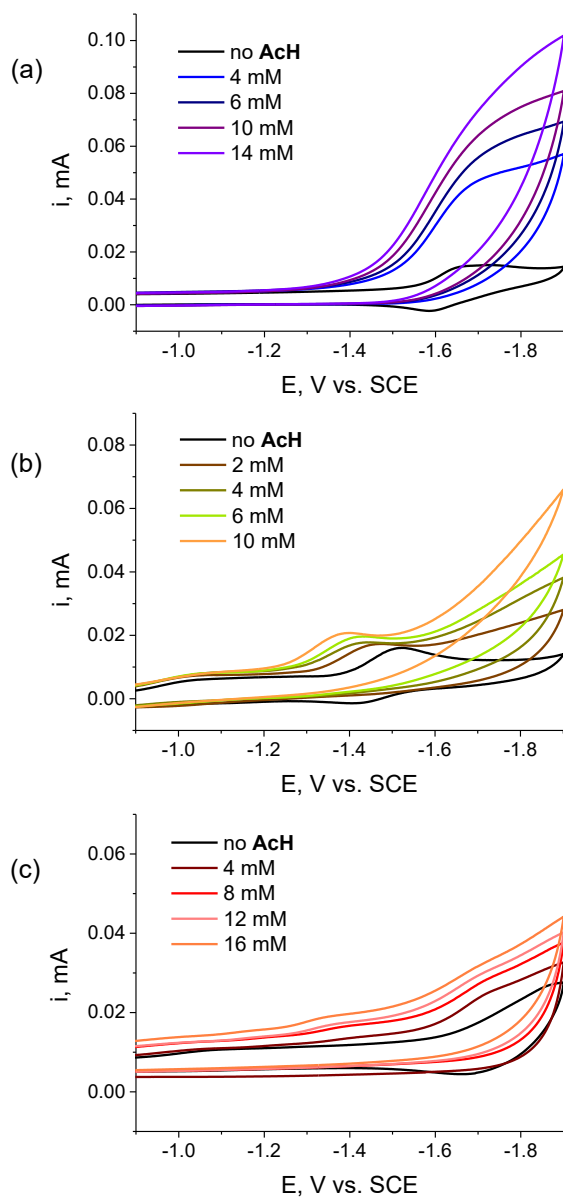 (a)
no AcH
4 mM
6 mM
10 mM
14 mM
0.10
0.08
0.06
0.04
0.02
0.00
i, mA
-1.0 -1.2 -1.4 -1.6 -1.8
E, V vs. SCE
(b)
no AcH
2 mM
4 mM
6 mM
10 mM
0.08
0.06
0.04
0.02
0.00
i, mA
-1.0 -1.2 -1.4 -1.6 -1.8
E, V vs. SCE
(c)
no AcH
4 mM
8 mM
12 mM
16 mM
0.06
0.04
0.02
0.00
i, mA
-1.0 -1.2 -1.4 -1.6 -1.8
E, V vs. SCE